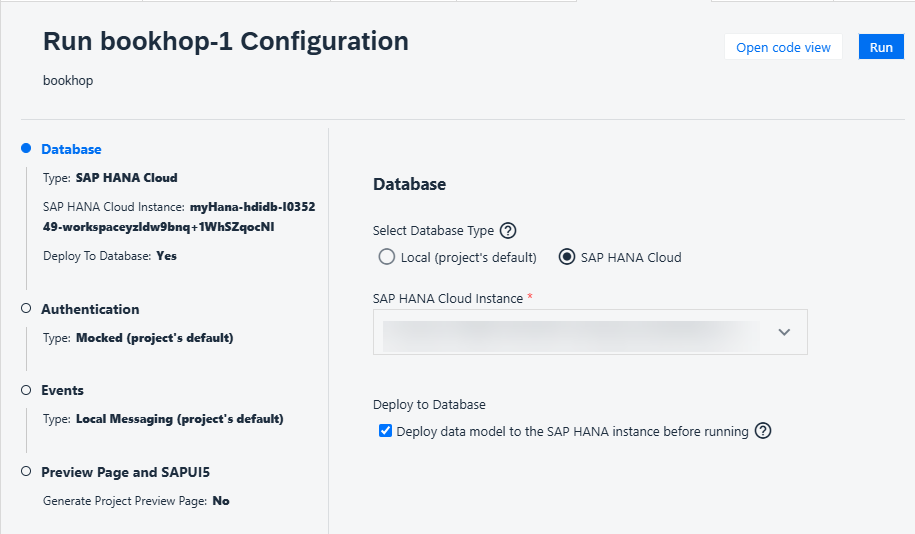 Run bookhop-1 Configuration
Open code view
Run
bookhop
Database
Type: SAP HANA Cloud
SAP HANA Cloud Instance: myHana-hdidb-I0352
49-workspaceyzldw9bnq+1WhSZqocNI
Deploy To Database: Yes
Authentication
Type: Mocked (project's default)
Events
Type: Local Messaging (project's default)
Preview Page and SAPUI5
Generate Project Preview Page: No
Database
Select Database Type ?
Local (project's default)
SAP HANA Cloud
SAP HANA Cloud Instance *
Deploy to Database
Deploy data model to the SAP HANA instance before running ?